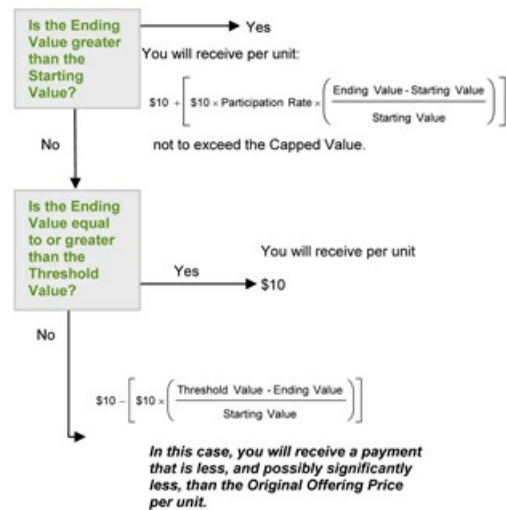 Is the Ending
Value greater
than the
Starting
Value?
Yes
You will receive per unit:
$10 + [ $10 × Participation Rate × ( Ending Value - Starting Value / Starting Value ) ]
not to exceed the Capped Value.
No
Is the Ending
Value equal
to or greater
than the
Threshold
Value?
Yes
You will receive per unit
$10
No
$10 − [ $10 × ( Threshold Value - Ending Value / Starting Value ) ]
In this case, you will receive a payment
that is less, and possibly significantly
less, than the Original Offering Price
per unit.